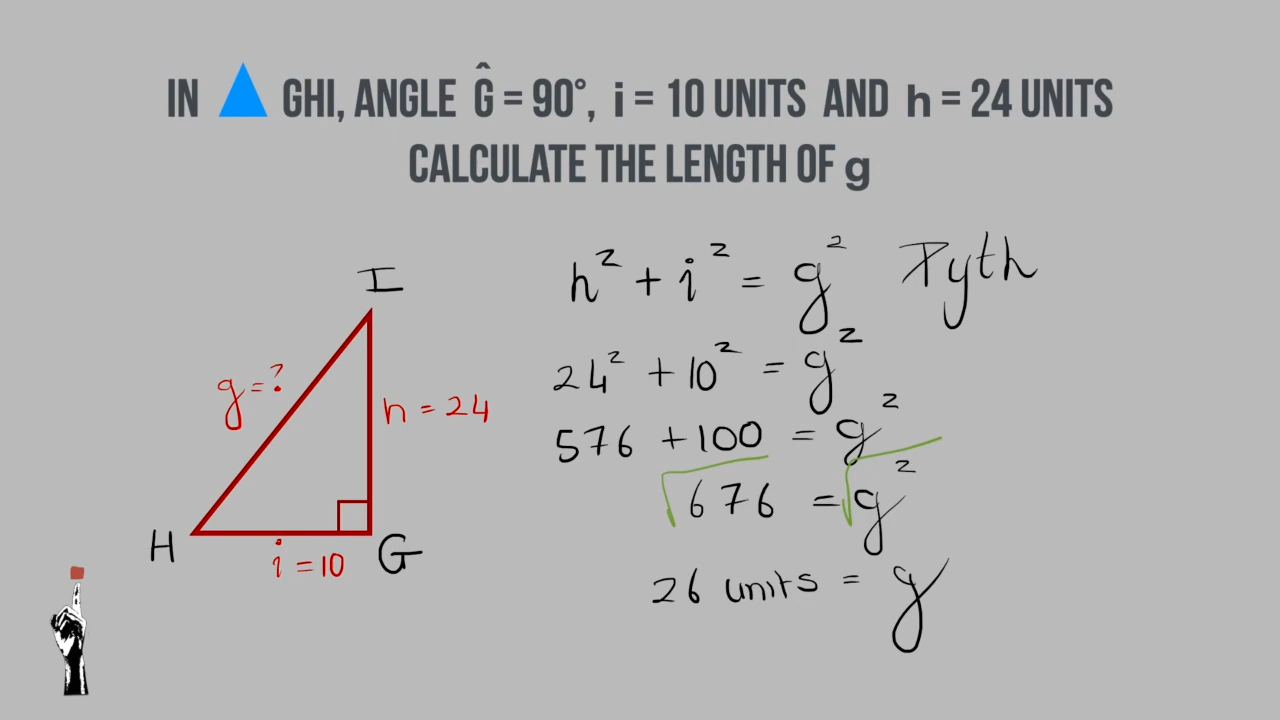 IN GHI, ANGLE Ĝ = 90°, i = 10 UNITS AND h = 24 UNITS
CALCULATE THE LENGTH OF g
h² + i² = g² Pyth
24² + 10² = g²
576 + 100 = g²
√676 = √g²
26 units = g
I
g = ?
h = 24
H
i = 10
G